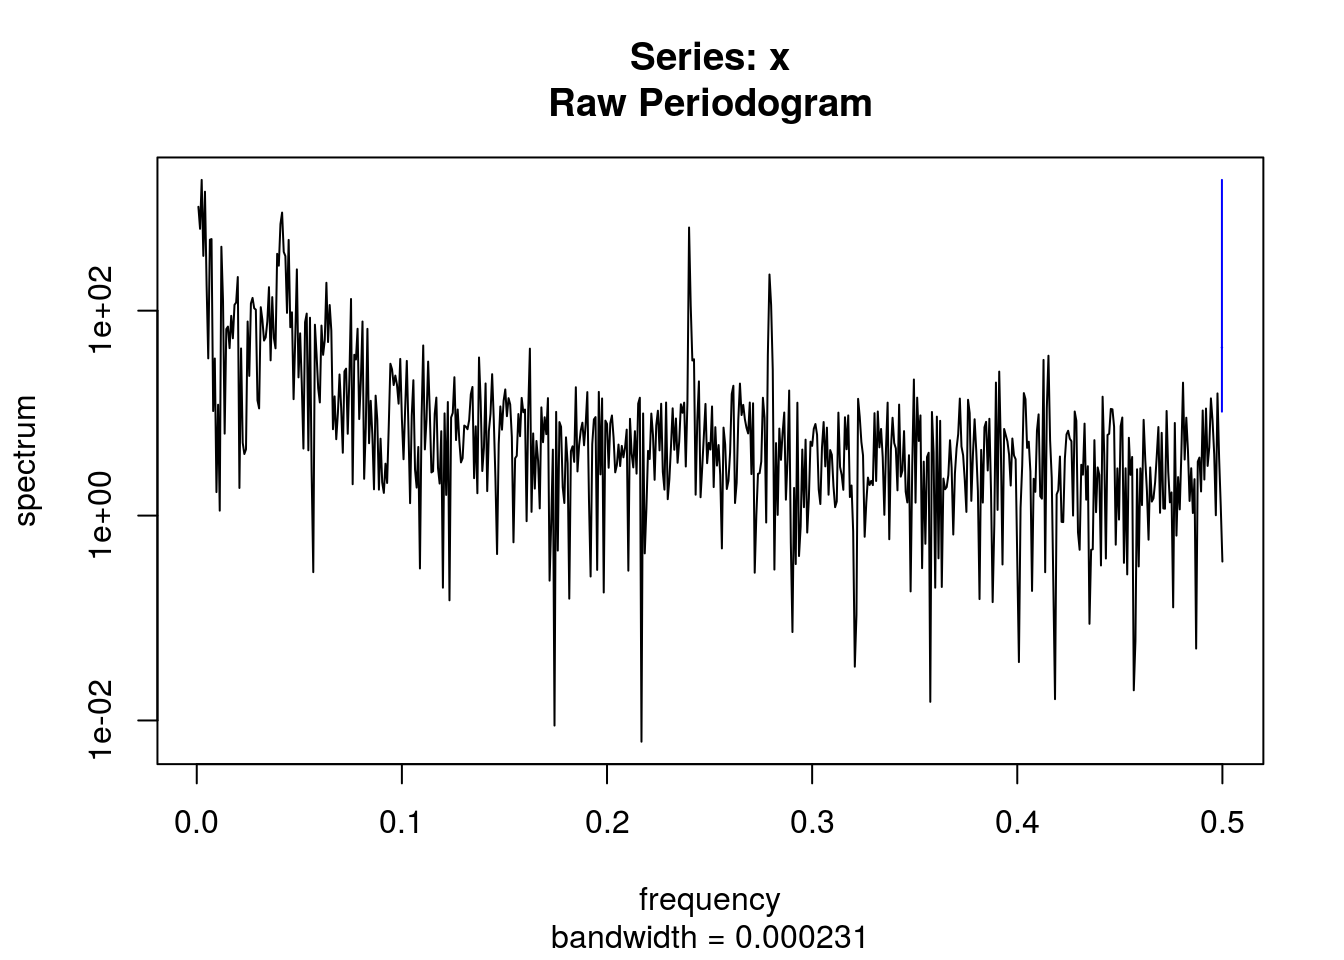 Series: x
Raw Periodogram
spectrum
1e+02
1e+00
1e-02
0.0 0.1 0.2 0.3 0.4 0.5
frequency
bandwidth = 0.000231